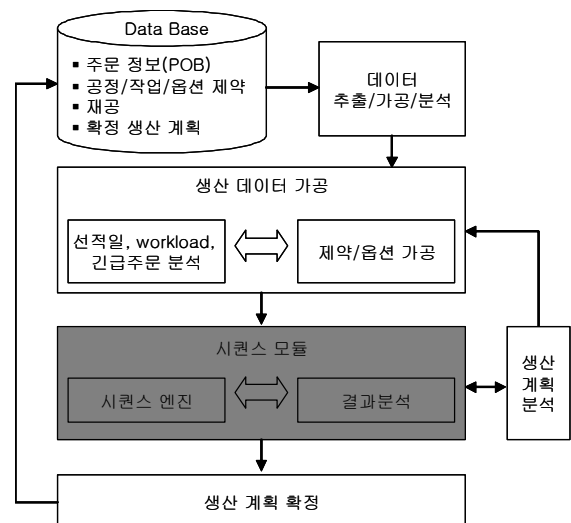 Data Base
▪ 주문 정보(POB)
▪ 공정/작업/옵션 제약
▪ 재공
▪ 확정 생산 계획
데이터
추출/가공/분석
생산 데이터 가공
선적일, workload,
긴급주문 분석
제약/옵션 가공
시퀀스 모듈
시퀀스 엔진
결과분석
생산
계획
분석
생산 계획 확정